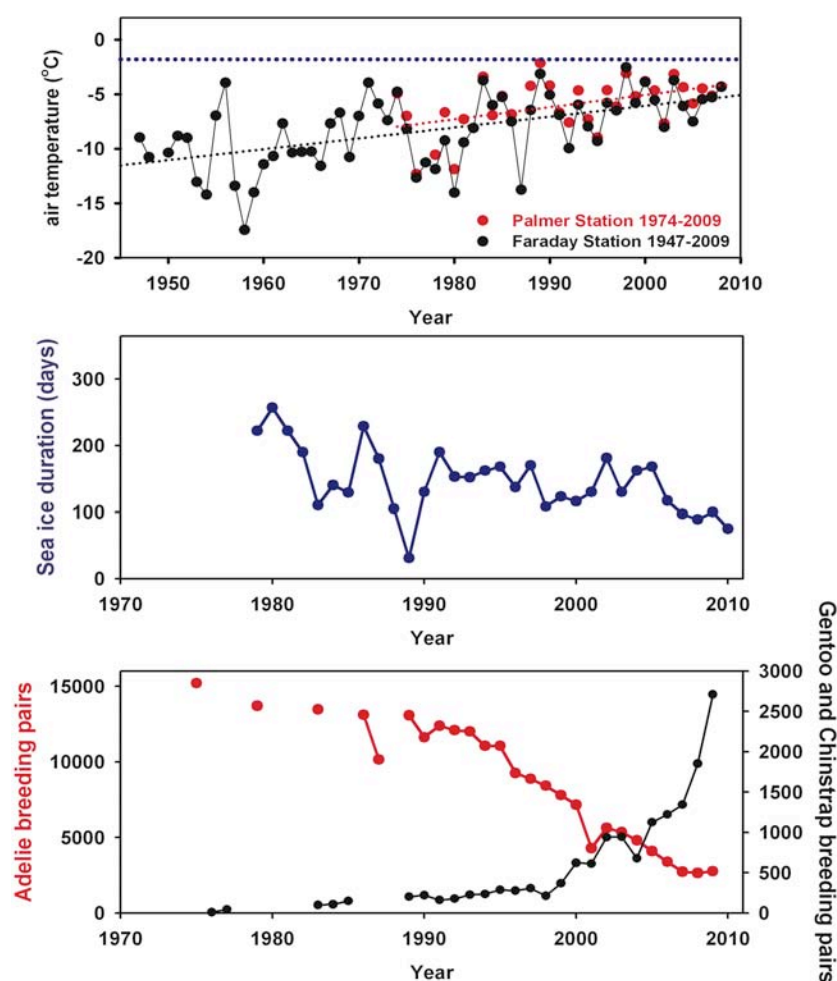 0
-5
-10
-15
-20
air temperature (°C)
Palmer Station 1974-2009
Faraday Station 1947-2009
1950 1960 1970 1980 1990 2000 2010
Year
Sea ice duration (days)
300
200
100
0
1970 1980 1990 2000 2010
Year
Adelie breeding pairs
15000
10000
5000
0
3000
2500
2000
1500
1000
500
0
Gentoo and Chinstrap breeding pairs
1970 1980 1990 2000 2010
Year